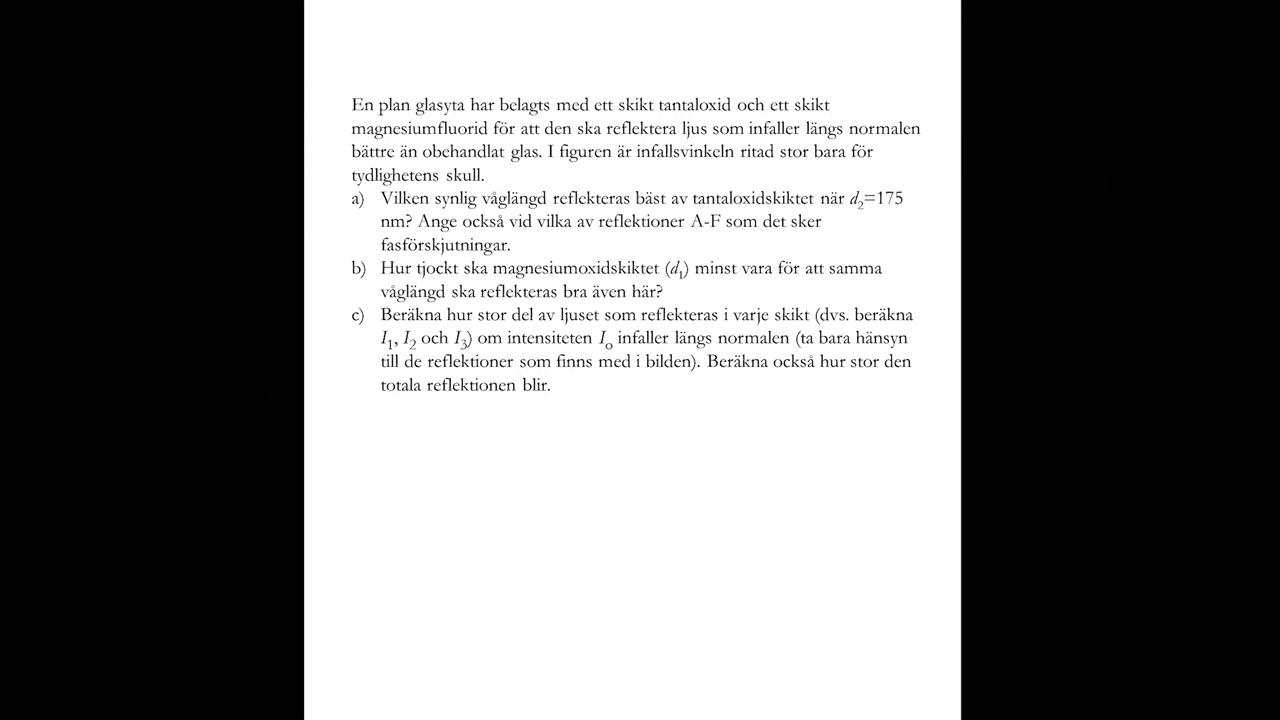 En plan glasyta har belagts med ett skikt tantaloxid och ett skikt
magnesiumfluorid för att den ska reflektera ljus som infaller längs normalen
bättre än obehandlat glas. I figuren är infallsvinkeln ritad stor bara för
tydlighetens skull.
a) Vilken synlig våglängd reflekteras bäst av tantaloxidskiktet när d₂=175
nm? Ange också vid vilka av reflektioner A-F som det sker
fasförskjutningar.
b) Hur tjockt ska magnesiumoxidskiktet (d₁) minst vara för att samma
våglängd ska reflekteras bra även här?
c) Beräkna hur stor del av ljuset som reflekteras i varje skikt (dvs. beräkna
I₁, I₂ och I₃) om intensiteten Iₒ infaller längs normalen (ta bara hänsyn
till de reflektioner som finns med i bilden). Beräkna också hur stor den
totala reflektionen blir.